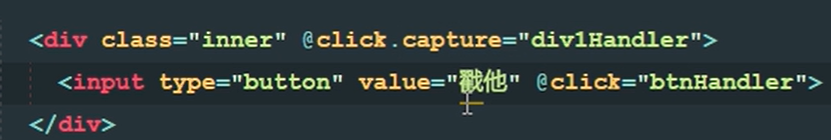 <div class="inner" @click.capture="div1Handler">
<input type="button" value="戳他" @click="btnHandler">
</div>